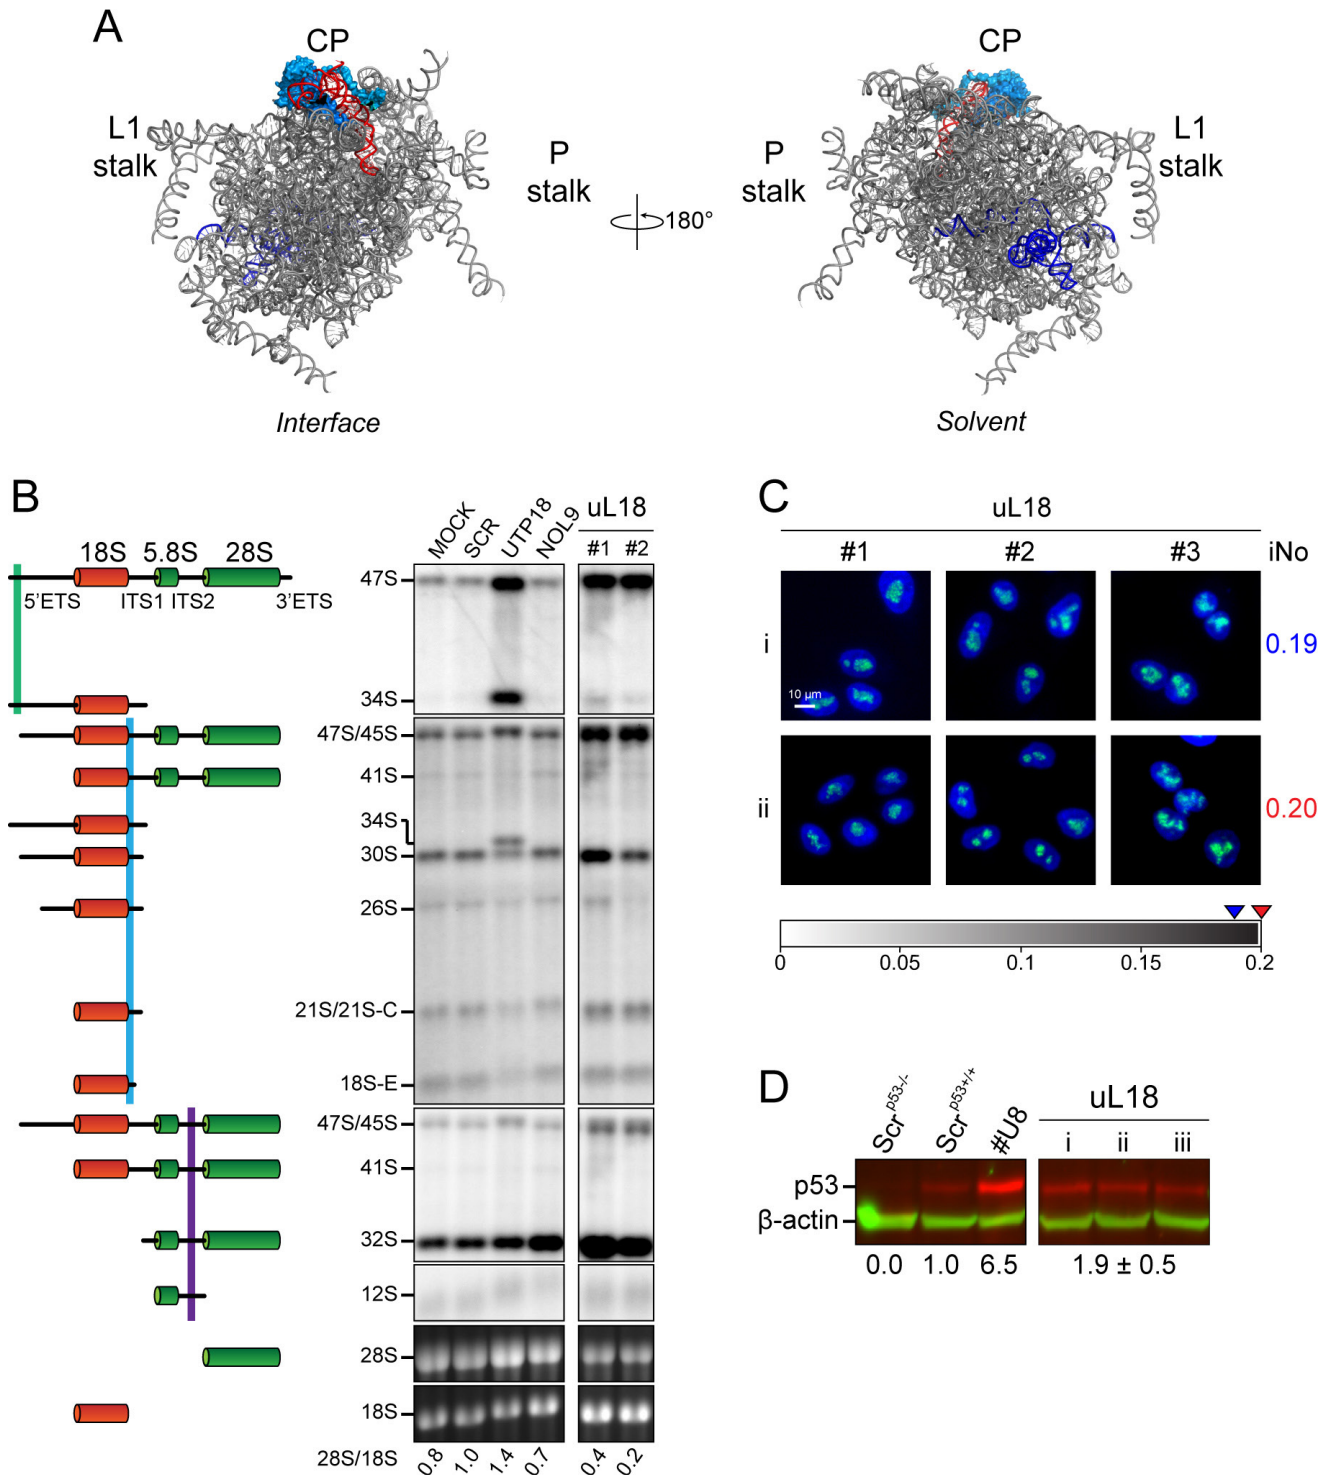 A
CP
CP
L1
stalk
P
stalk
180°
P
stalk
L1
stalk
Interface
Solvent
B
18S 5.8S 28S
5'ETS ITS1 ITS2 3'ETS
MOCK SCR UTP18 NOL9
uL18
#1 #2
47S
34S
47S/45S
41S
34S
30S
26S
21S/21S-C
18S-E
47S/45S
41S
32S
12S
28S
18S
28S/18S 0.8 1.0 1.4 0.7 0.4 0.2
C
uL18
#1 #2 #3 iNo
i 0.19
10 µm
ii 0.20
0 0.05 0.1 0.15 0.2
D
Scr p53-/- Scr p53+/+ #U8
uL18
i ii iii
p53
β-actin
0.0 1.0 6.5 1.9 ± 0.5